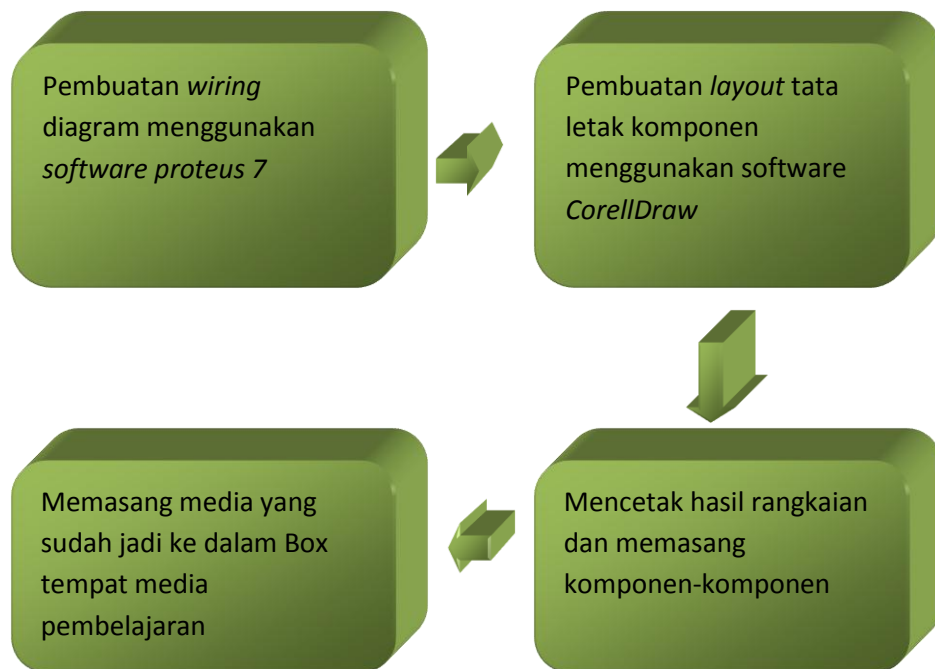 Pembuatan wiring
diagram menggunakan
software proteus 7
Pembuatan layout tata
letak komponen
menggunakan software
CorellDraw
Mencetak hasil rangkaian
dan memasang
komponen-komponen
Memasang media yang
sudah jadi ke dalam Box
tempat media
pembelajaran